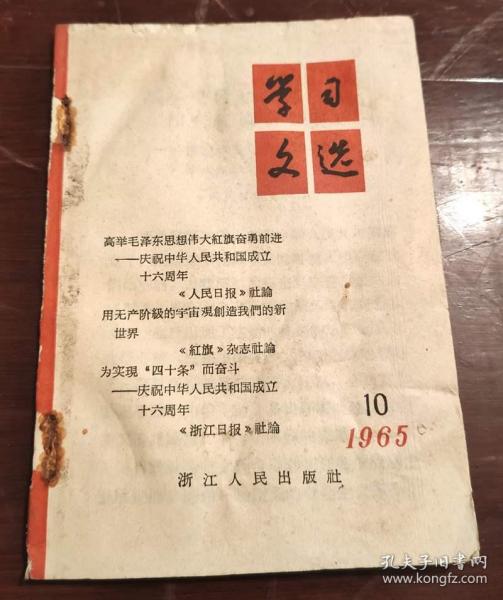 学习
文选
高举毛泽东思想伟大紅旗奋勇前进
——庆祝中华人民共和国成立
十六周年
《人民日报》社論
用无产阶級的宇宙观創造我們的新
世界
《紅旗》杂志社論
为实現“四十条”而奋斗
——庆祝中华人民共和国成立
十六周年
《浙江日报》社論
10
1965
浙江人民出版社
孔夫子旧书网
www.kongfz.com